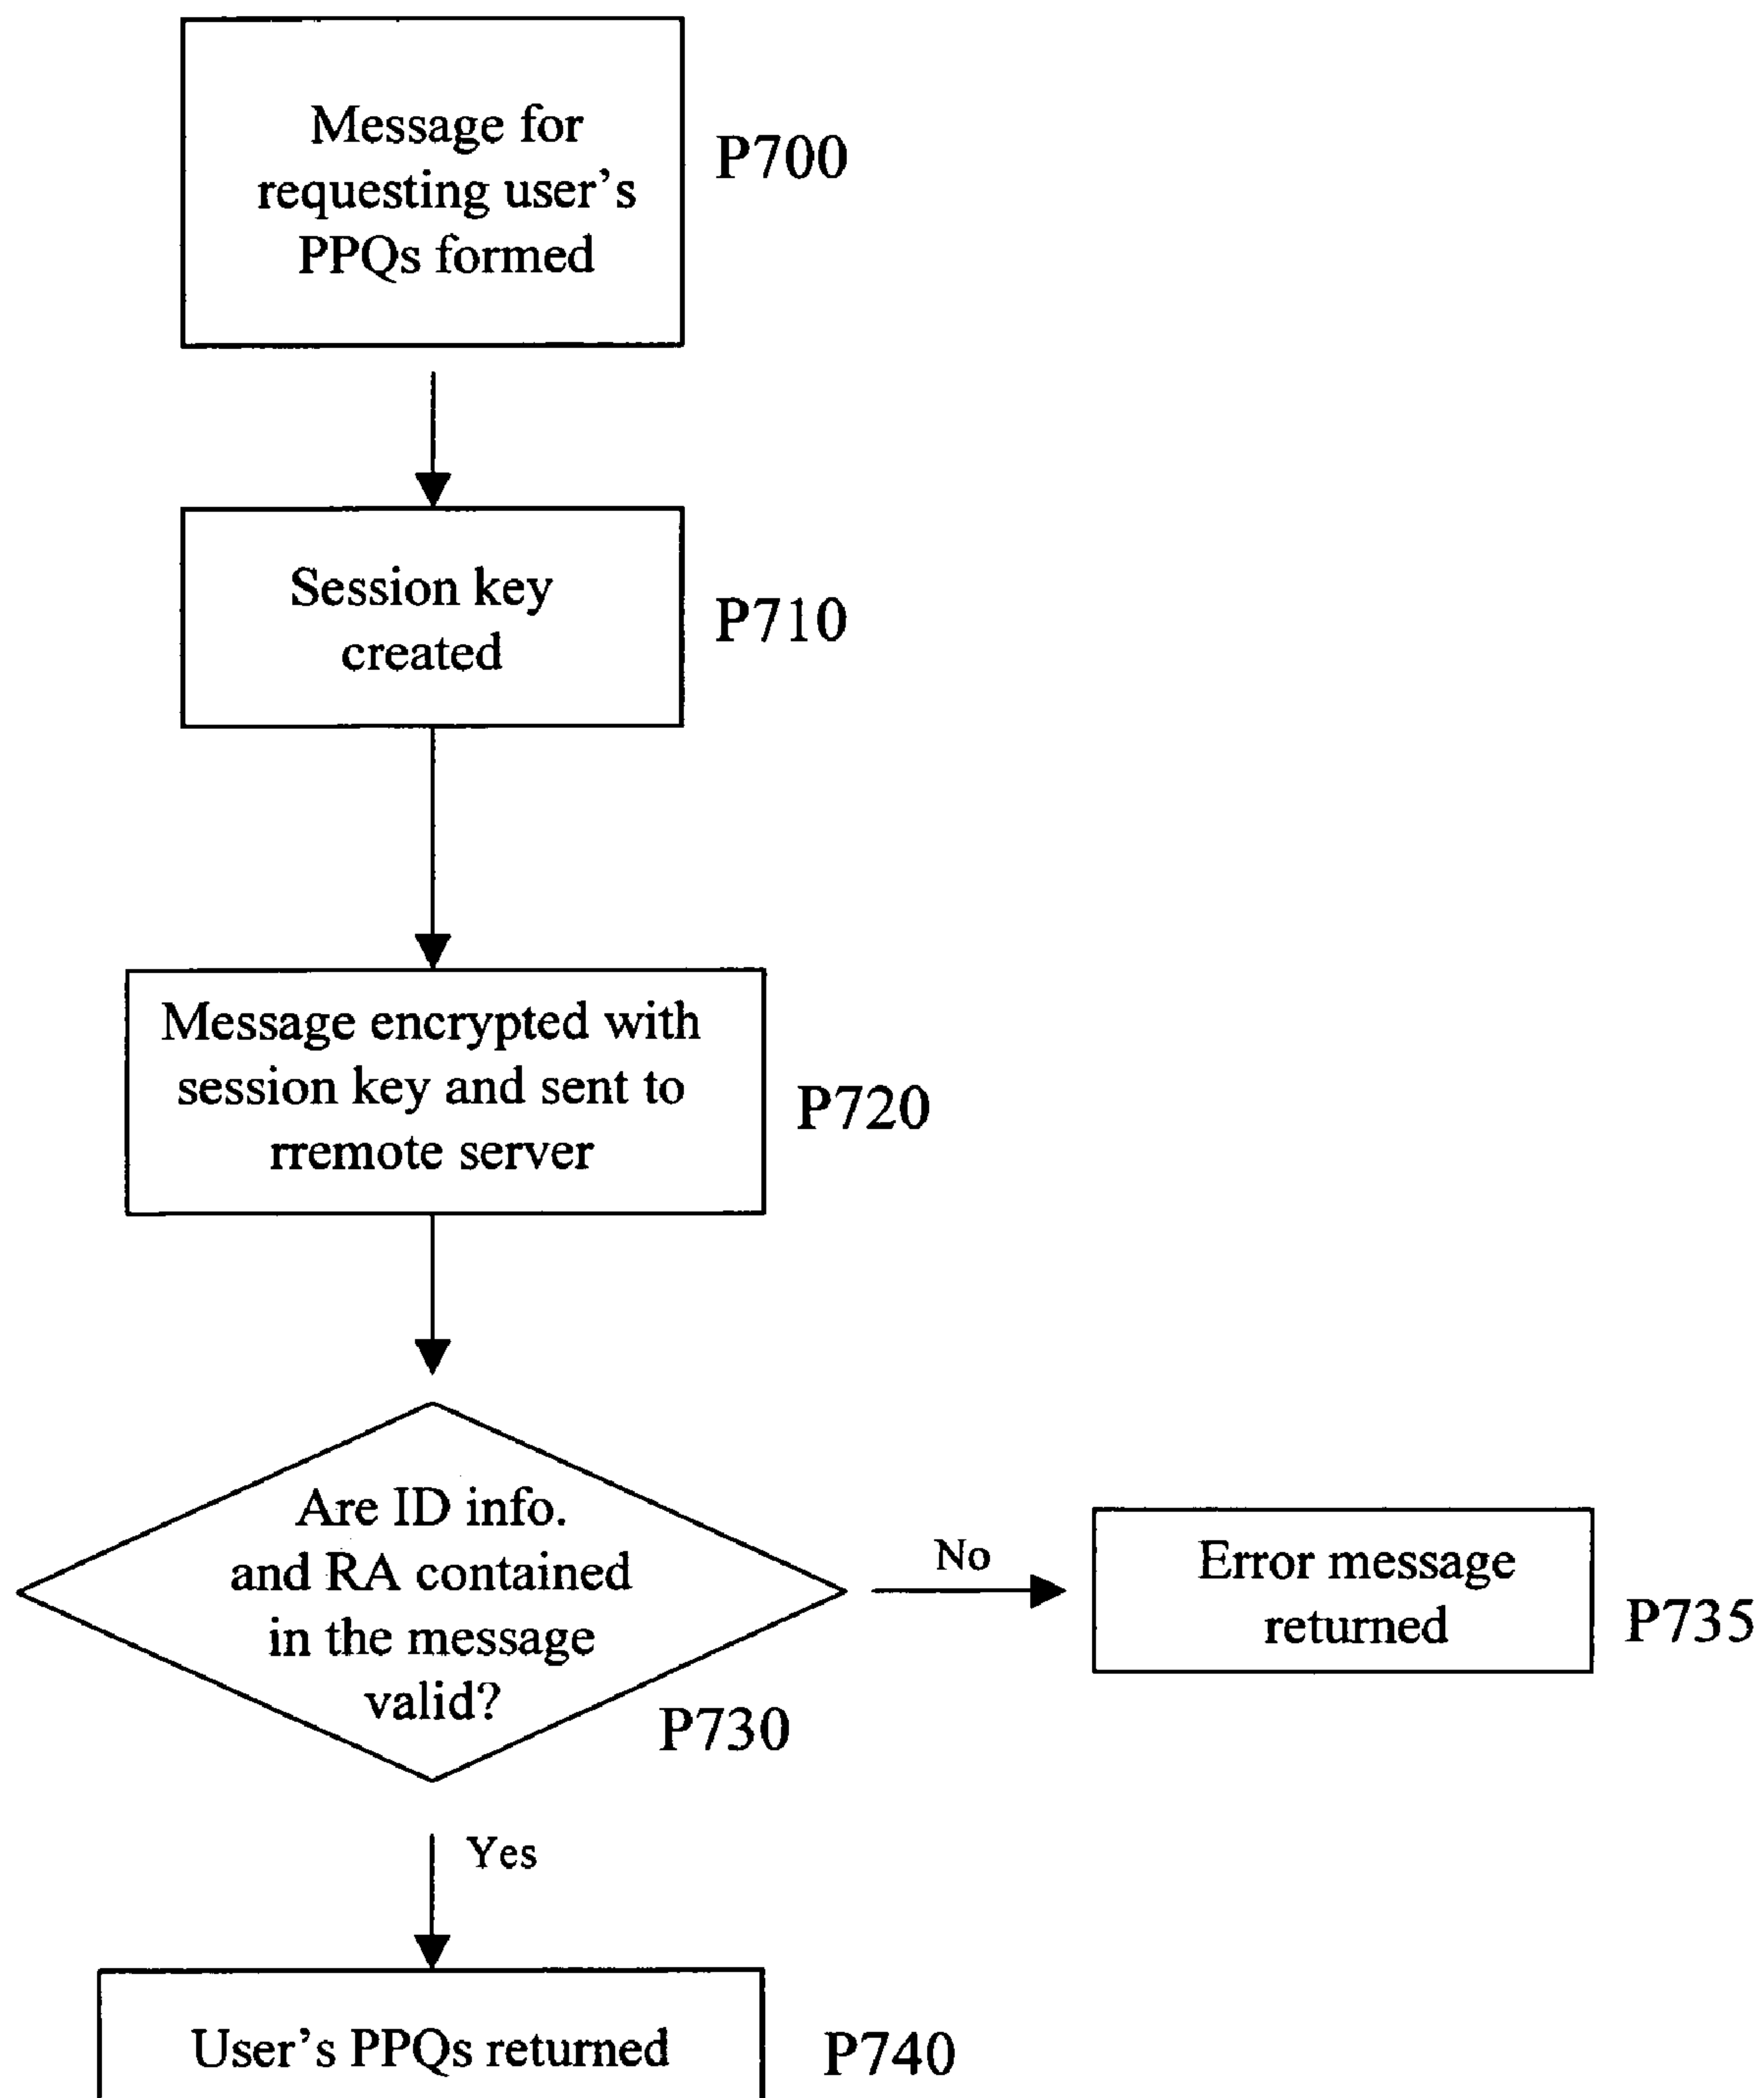 Message for
requesting user's
PPQs formed
P700
Session key
created
P710
Message encrypted with
session key and sent to
rremote server
P720
Are ID info.
and RA contained
in the message
valid?
P730
No
Error message
returned
P735
Yes
User's PPQs returned
P740